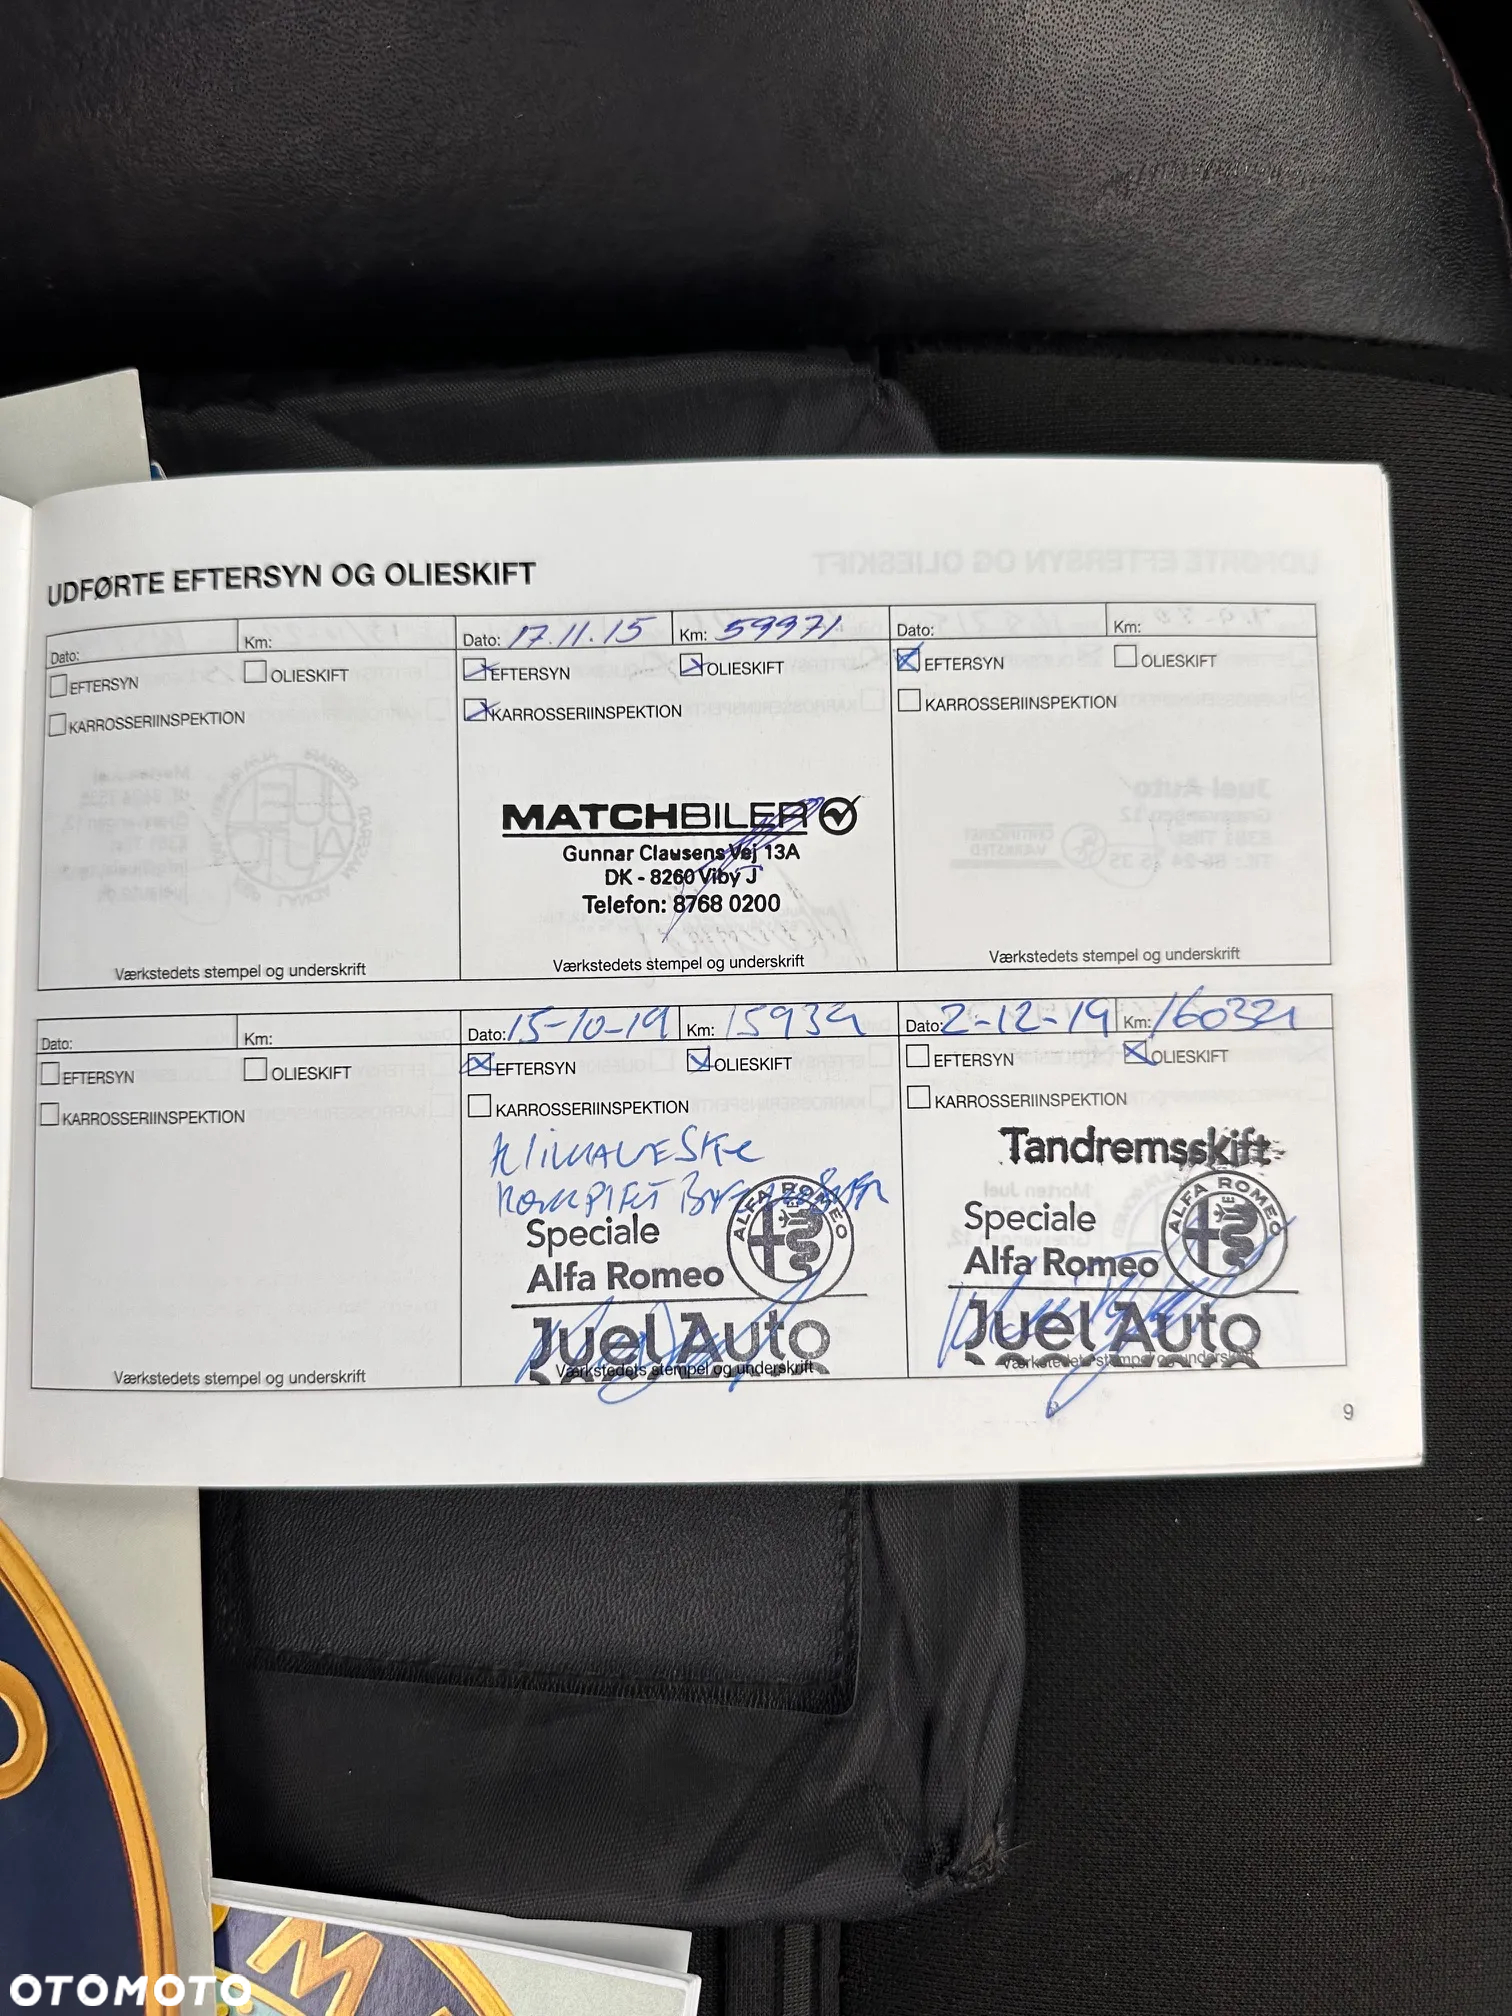 UDFØRTE EFTERSYN OG OLIESKIFT
Dato: Km:
EFTERSYN OLIESKIFT
KARROSSERIINSPEKTION
Værkstedets stempel og underskrift
Dato: 17.11.15 Km: 59971
EFTERSYN OLIESKIFT
KARROSSERIINSPEKTION
MATCHBILER
Gunnar Clausens Vej 13A
DK - 8260 Viby J
Telefon: 8768 0200
Værkstedets stempel og underskrift
Dato: Km:
EFTERSYN OLIESKIFT
KARROSSERIINSPEKTION
Værkstedets stempel og underskrift
Dato: Km:
EFTERSYN OLIESKIFT
KARROSSERIINSPEKTION
Værkstedets stempel og underskrift
Dato: 15-10-19 Km:
EFTERSYN OLIESKIFT
KARROSSERIINSPEKTION
Speciale
Alfa Romeo
ALFA ROMEO
Juel Auto
Værkstedets stempel og underskrift
Dato: 2-12-19 Km: 160321
EFTERSYN OLIESKIFT
KARROSSERIINSPEKTION
Tandremsskift
Speciale
Alfa Romeo
ALFA ROMEO
Juel Auto
Værkstedets stempel og underskrift
9
OTOMOTO